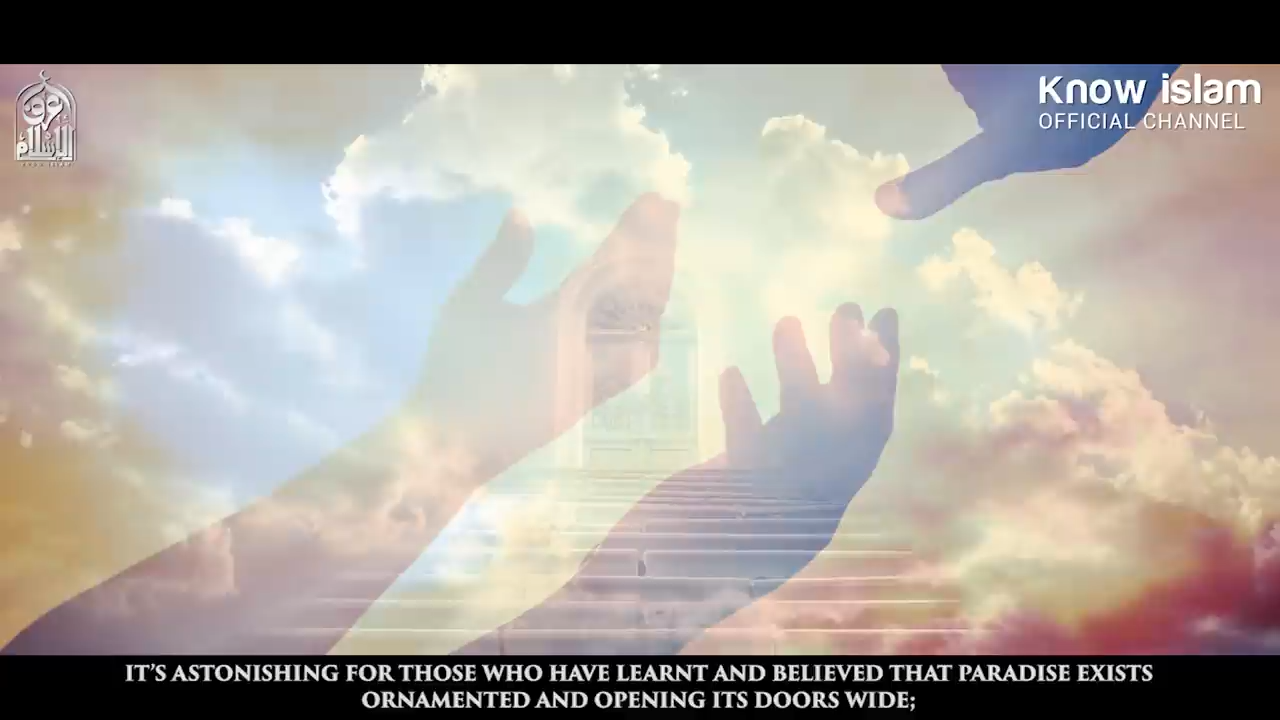 Know islam
OFFICIAL CHANNEL
IT'S ASTONISHING FOR THOSE WHO HAVE LEARNT AND BELIEVED THAT PARADISE EXISTS
ORNAMENTED AND OPENING ITS DOORS WIDE;